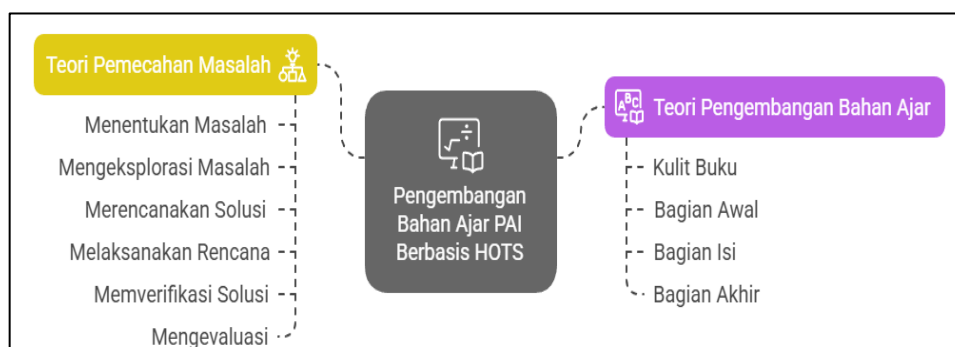 Teori Pemecahan Masalah
Menentukan Masalah
Mengeksplorasi Masalah
Merencanakan Solusi
Melaksanakan Rencana
Memverifikasi Solusi
Mengevaluasi
Pengembangan
Bahan Ajar PAI
Berbasis HOTS
ABC
Teori Pengembangan Bahan Ajar
Kulit Buku
Bagian Awal
Bagian Isi
Bagian Akhir